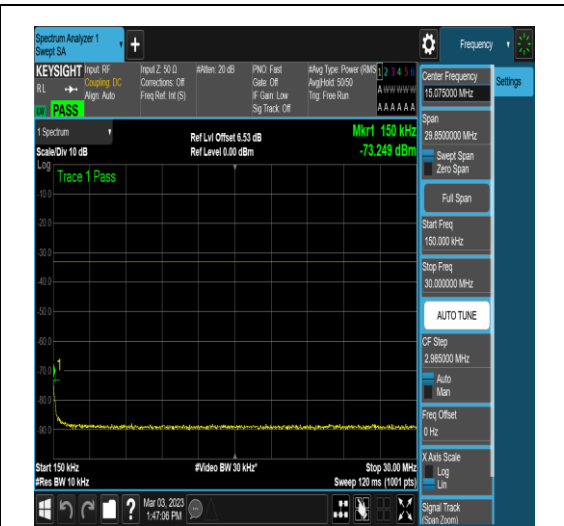 Spectrum Analyzer 1
Swept SA
Frequency
KEYSIGHT
RL
PASS
Input: RF
Coupling: DC
Align: Auto
Input Z: 50 Ω
Corrections: Off
Freq Ref: Int (S)
#Atten: 20 dB
PNO: Fast
Gate: Off
IF Gain: Low
Sig Track: Off
#Avg Type: Power (RMS
Avg|Hold: 50/50
Trig: Free Run
1 2 3 4 5 6
A W W W W W
A A A A A A
1 Spectrum
Scale/Div 10 dB
Ref Lvl Offset 6.53 dB
Ref Level 0.00 dBm
Mkr1 150 kHz
-73.249 dBm
Log
Trace 1 Pass
-10.0
-20.0
-30.0
-40.0
-50.0
-60.0
-70.0
-80.0
-90.0
1
Start 150 kHz
#Res BW 10 kHz
#Video BW 30 kHz*
Stop 30.00 MHz
Sweep 120 ms (1001 pts)
Mar 03, 2023
1:47:06 PM
Center Frequency
15.075000 MHz
Settings
Span
29.8500000 MHz
Swept Span
Zero Span
Full Span
Start Freq
150.000 kHz
Stop Freq
30.000000 MHz
AUTO TUNE
CF Step
2.985000 MHz
Auto
Man
Freq Offset
0 Hz
X Axis Scale
Log
Lin
Signal Track
(Span Zoom)